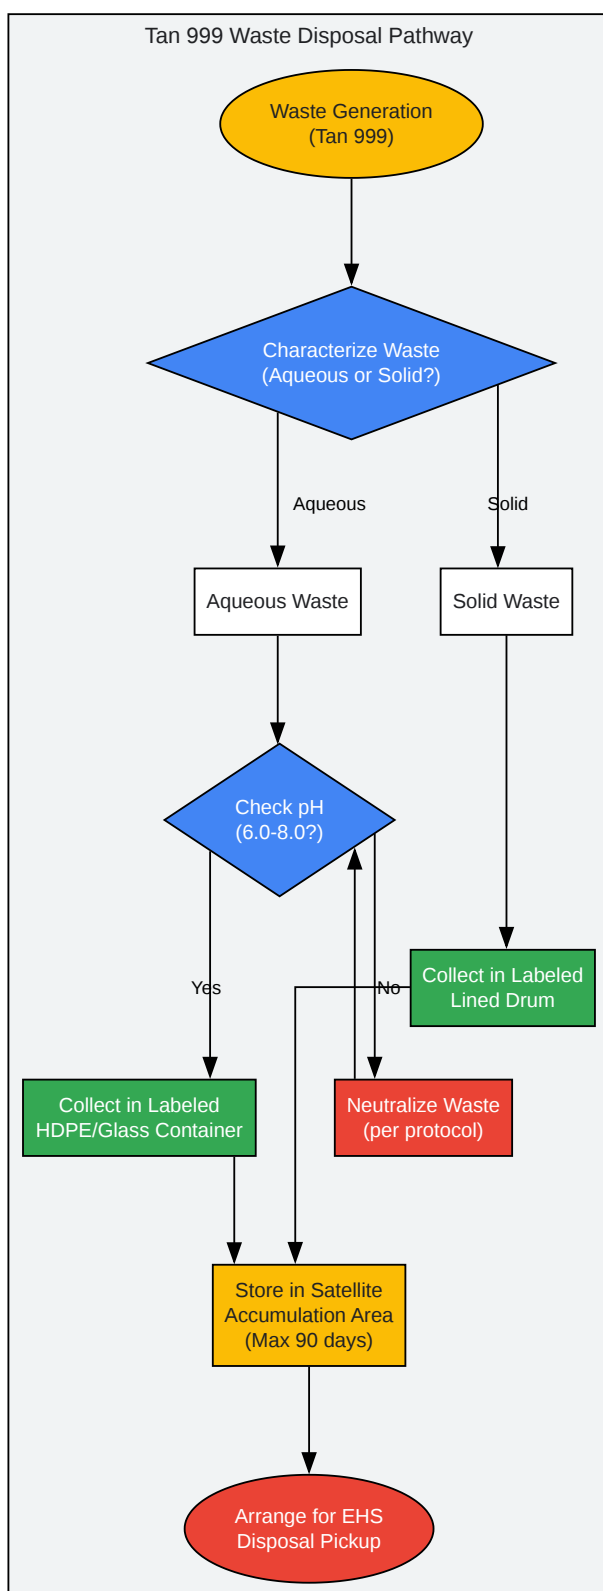 Tan 999 Waste Disposal Pathway
Waste Generation
(Tan 999)
Characterize Waste
(Aqueous or Solid?)
Aqueous
Solid
Aqueous Waste
Solid Waste
Check pH
(6.0-8.0?)
Yes
No
Collect in Labeled
Lined Drum
Collect in Labeled
HDPE/Glass Container
Neutralize Waste
(per protocol)
Store in Satellite
Accumulation Area
(Max 90 days)
Arrange for EHS
Disposal Pickup